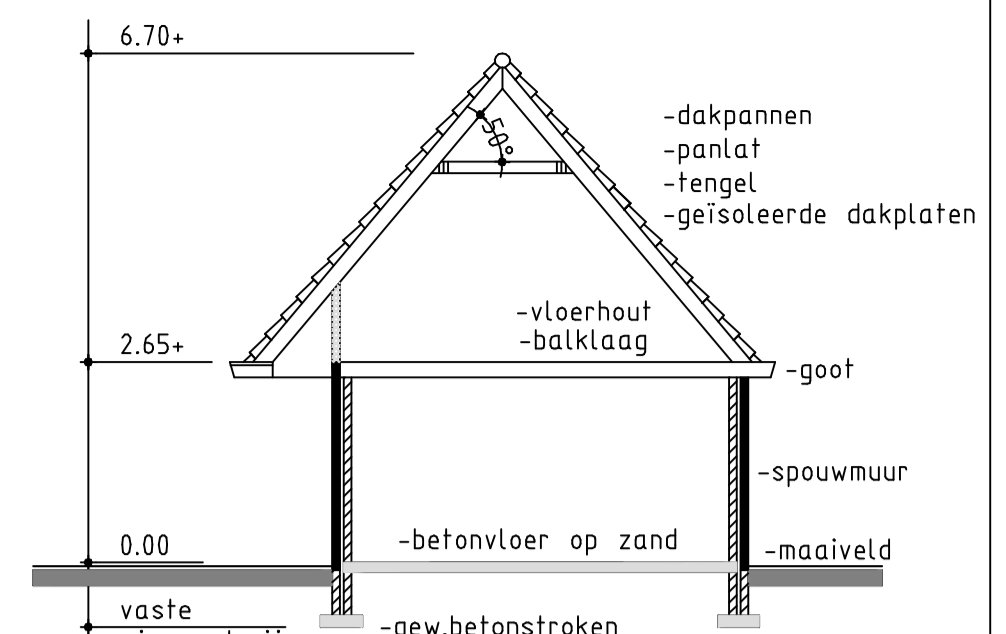 6.70+
50°
-dakpannen
-panlat
-tengel
-geïsoleerde dakplaten
-vloerhout
-balklaag
2.65+
-goot
-spouwmuur
-betonvloer op zand
0.00
-maaiveld
vaste
-gew.betonstroken